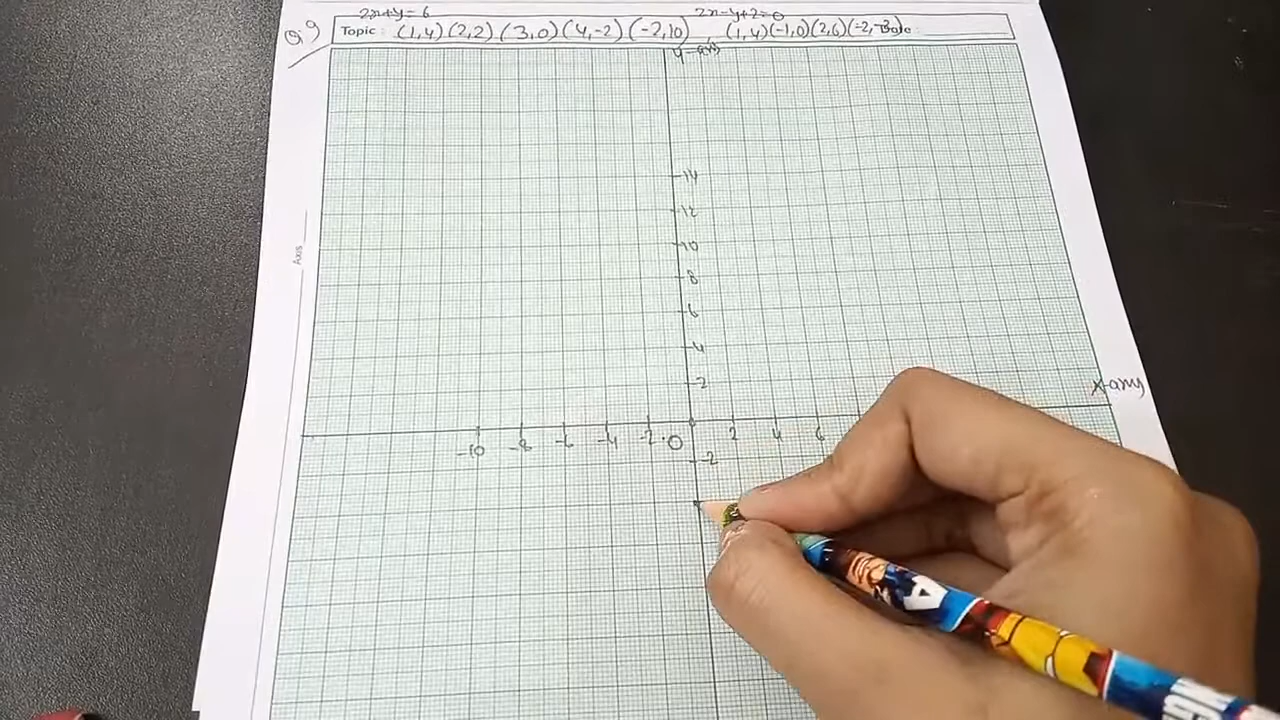 2x+y=6 2x-y+2=0
Q.9
Topic : (1,4) (2,2) (3,0) (4,-2) (-2,10) , (1,4) (-1,0) (2,6) (-2,-2)
y-axis
14
12
Axis
10
8
6
4
2
x-axis
-10 -8 -6 -4 -2 0 2 4 6
-2